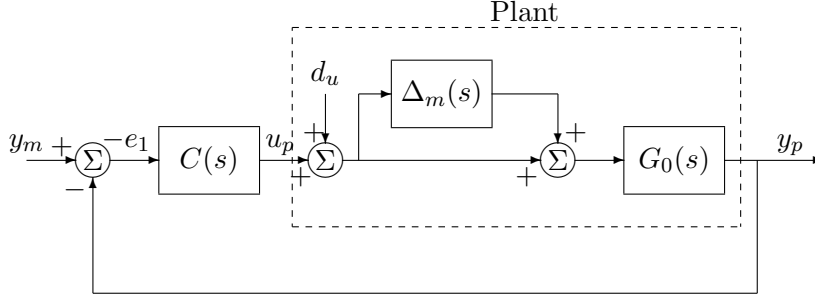 Plant
d_u
Δ_m(s)
y_m + Σ − −e_1 C(s) u_p + + Σ + + Σ G_0(s) y_p